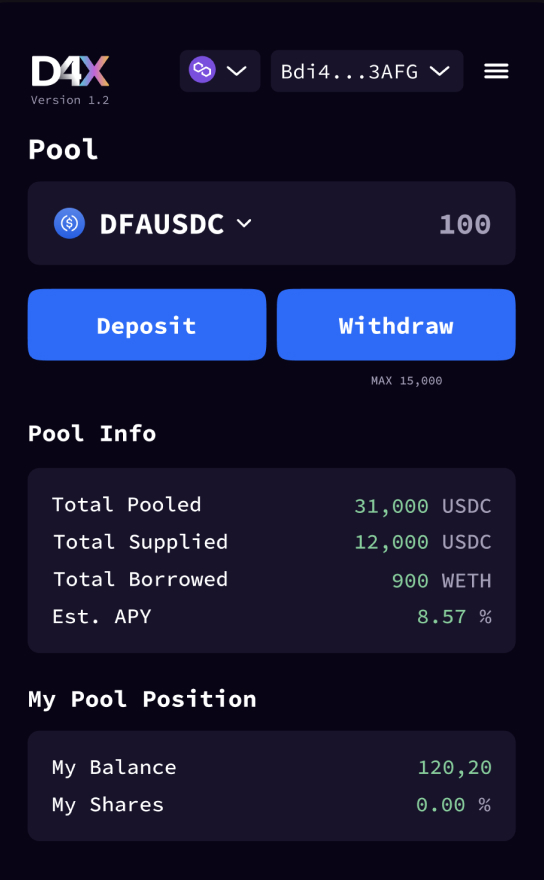 D4X
Version 1.2
Bdi4...3AFG
Pool
DFAUSDC 100
Deposit Withdraw
MAX 15,000
Pool Info
Total Pooled 31,000 USDC
Total Supplied 12,000 USDC
Total Borrowed 900 WETH
Est. APY 8.57 %
My Pool Position
My Balance 120,20
My Shares 0.00 %